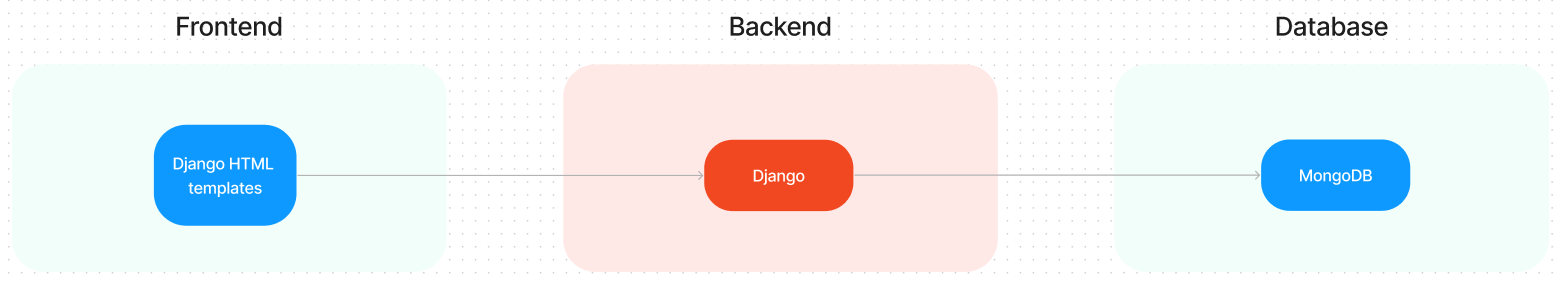 Frontend
Backend
Database
Django HTML
templates
Django
MongoDB